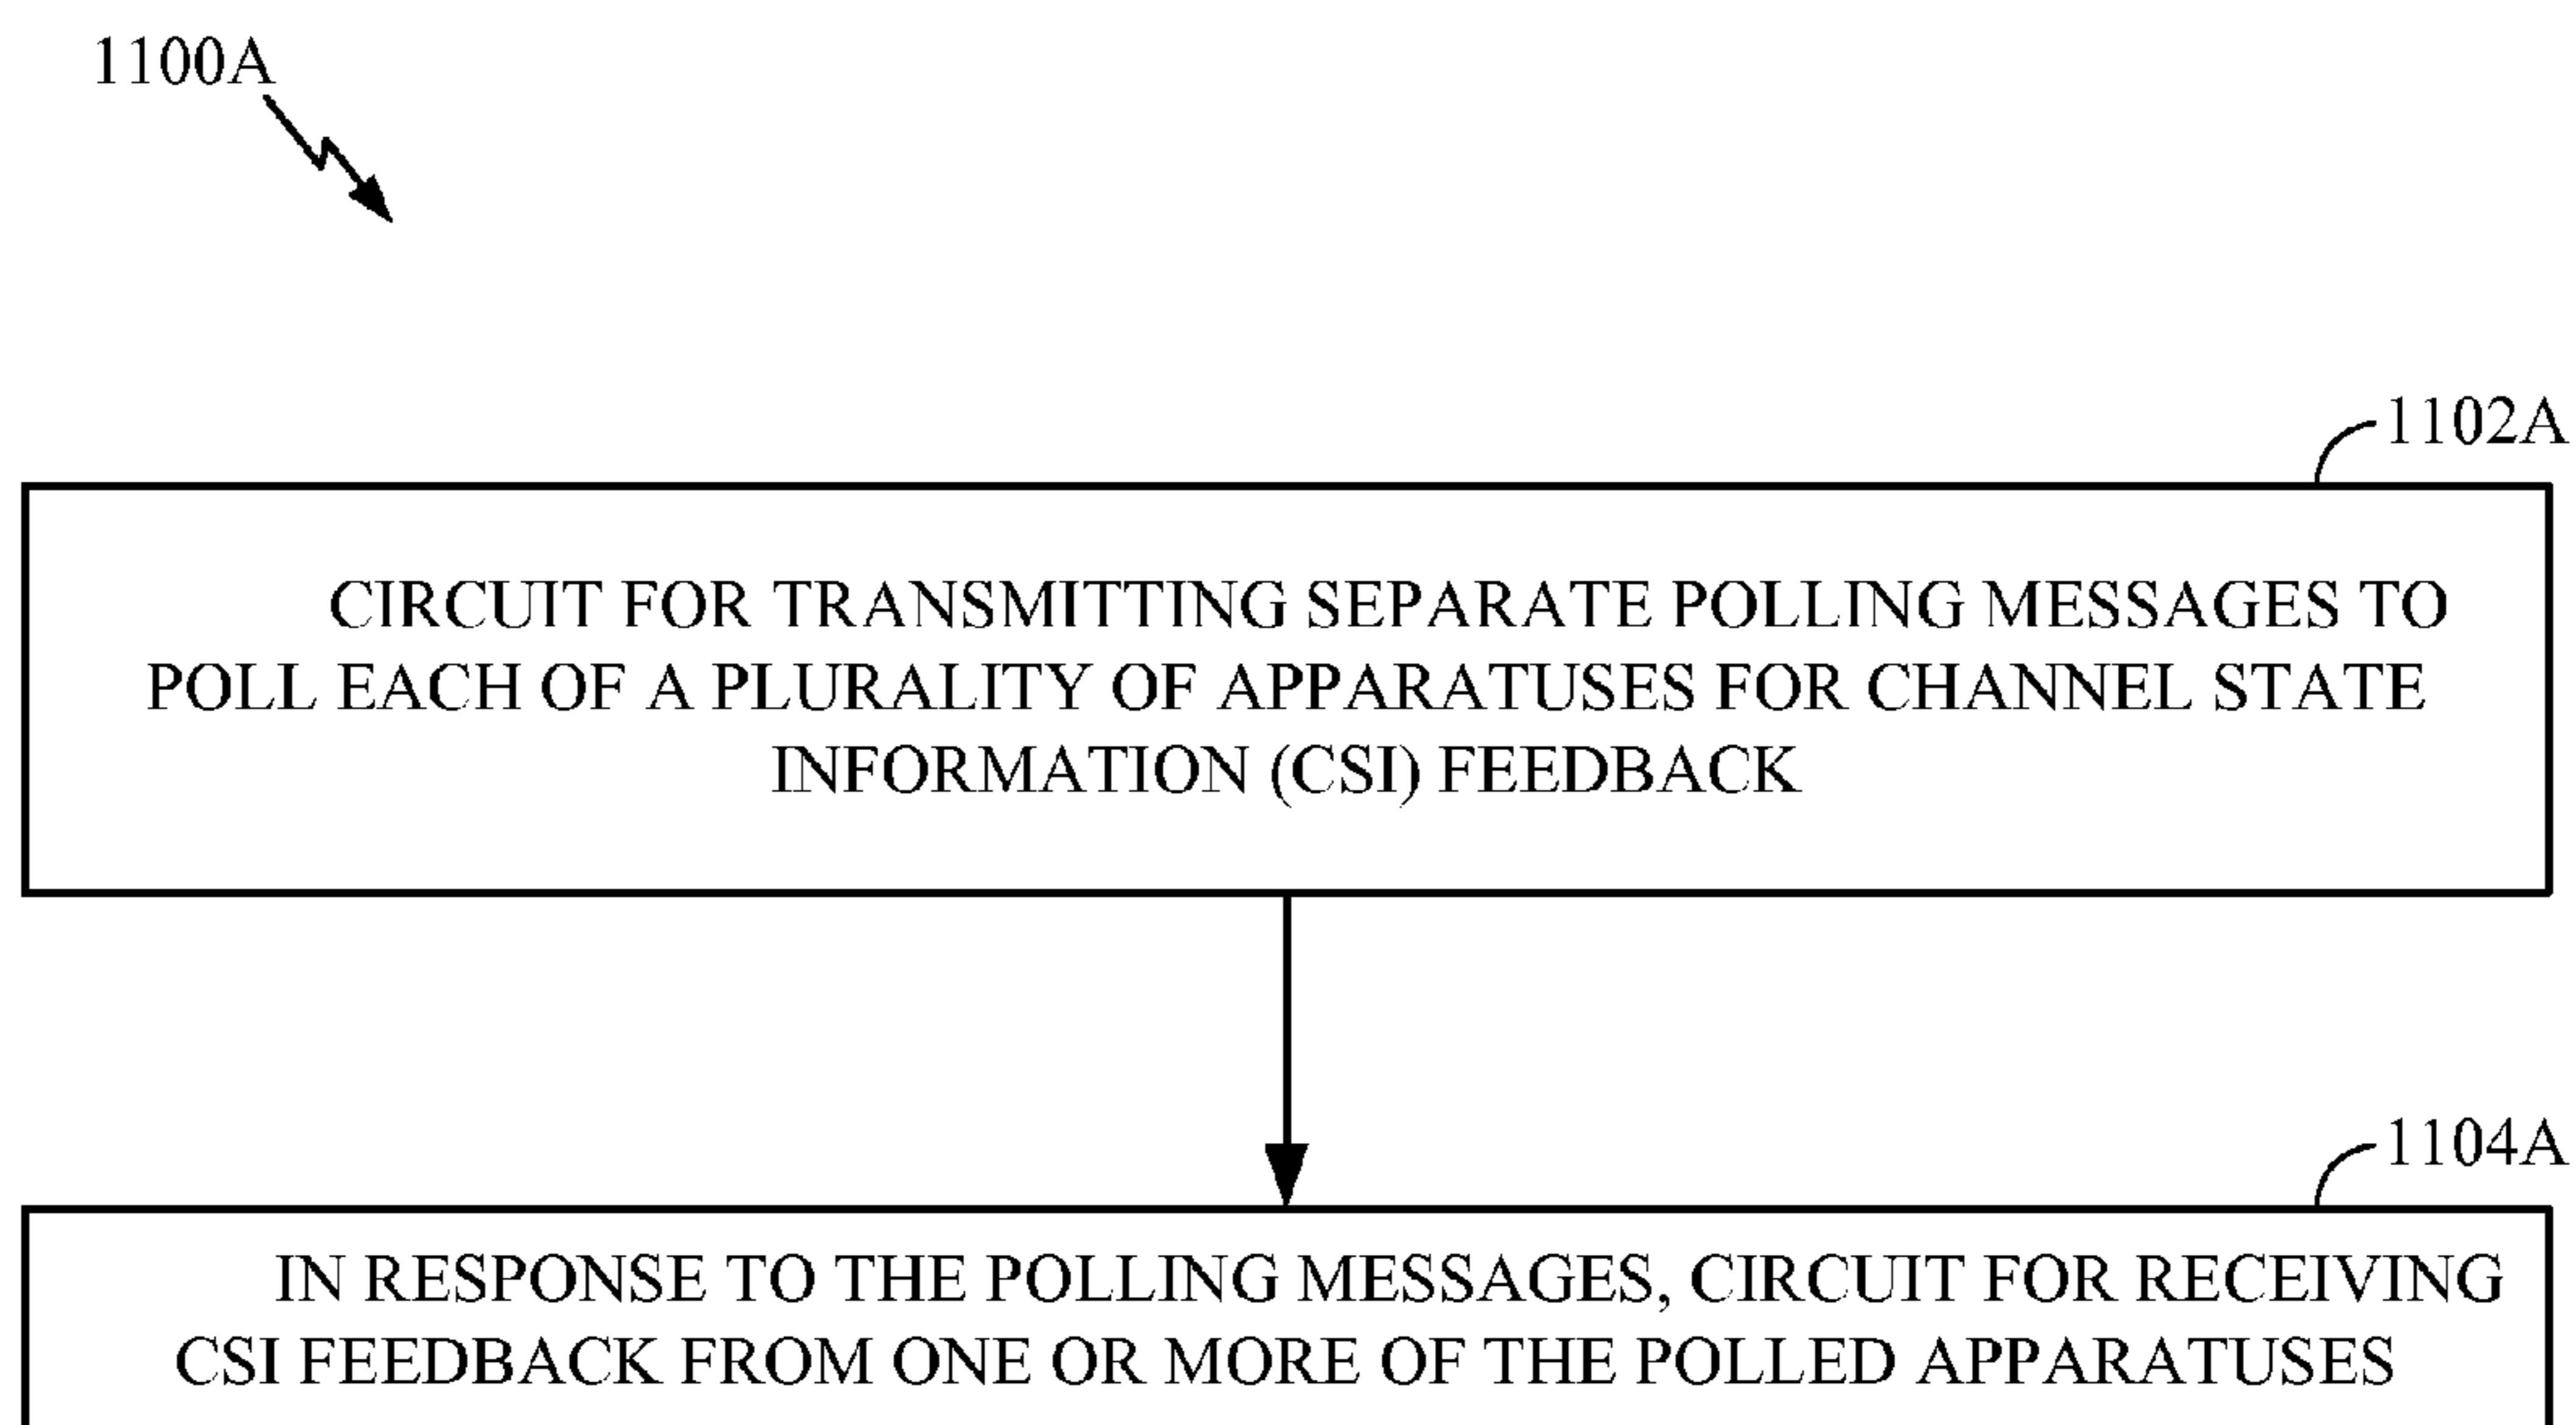 1100A
1102A
CIRCUIT FOR TRANSMITTING SEPARATE POLLING MESSAGES TO
POLL EACH OF A PLURALITY OF APPARATUSES FOR CHANNEL STATE
INFORMATION (CSI) FEEDBACK
1104A
IN RESPONSE TO THE POLLING MESSAGES, CIRCUIT FOR RECEIVING
CSI FEEDBACK FROM ONE OR MORE OF THE POLLED APPARATUSES